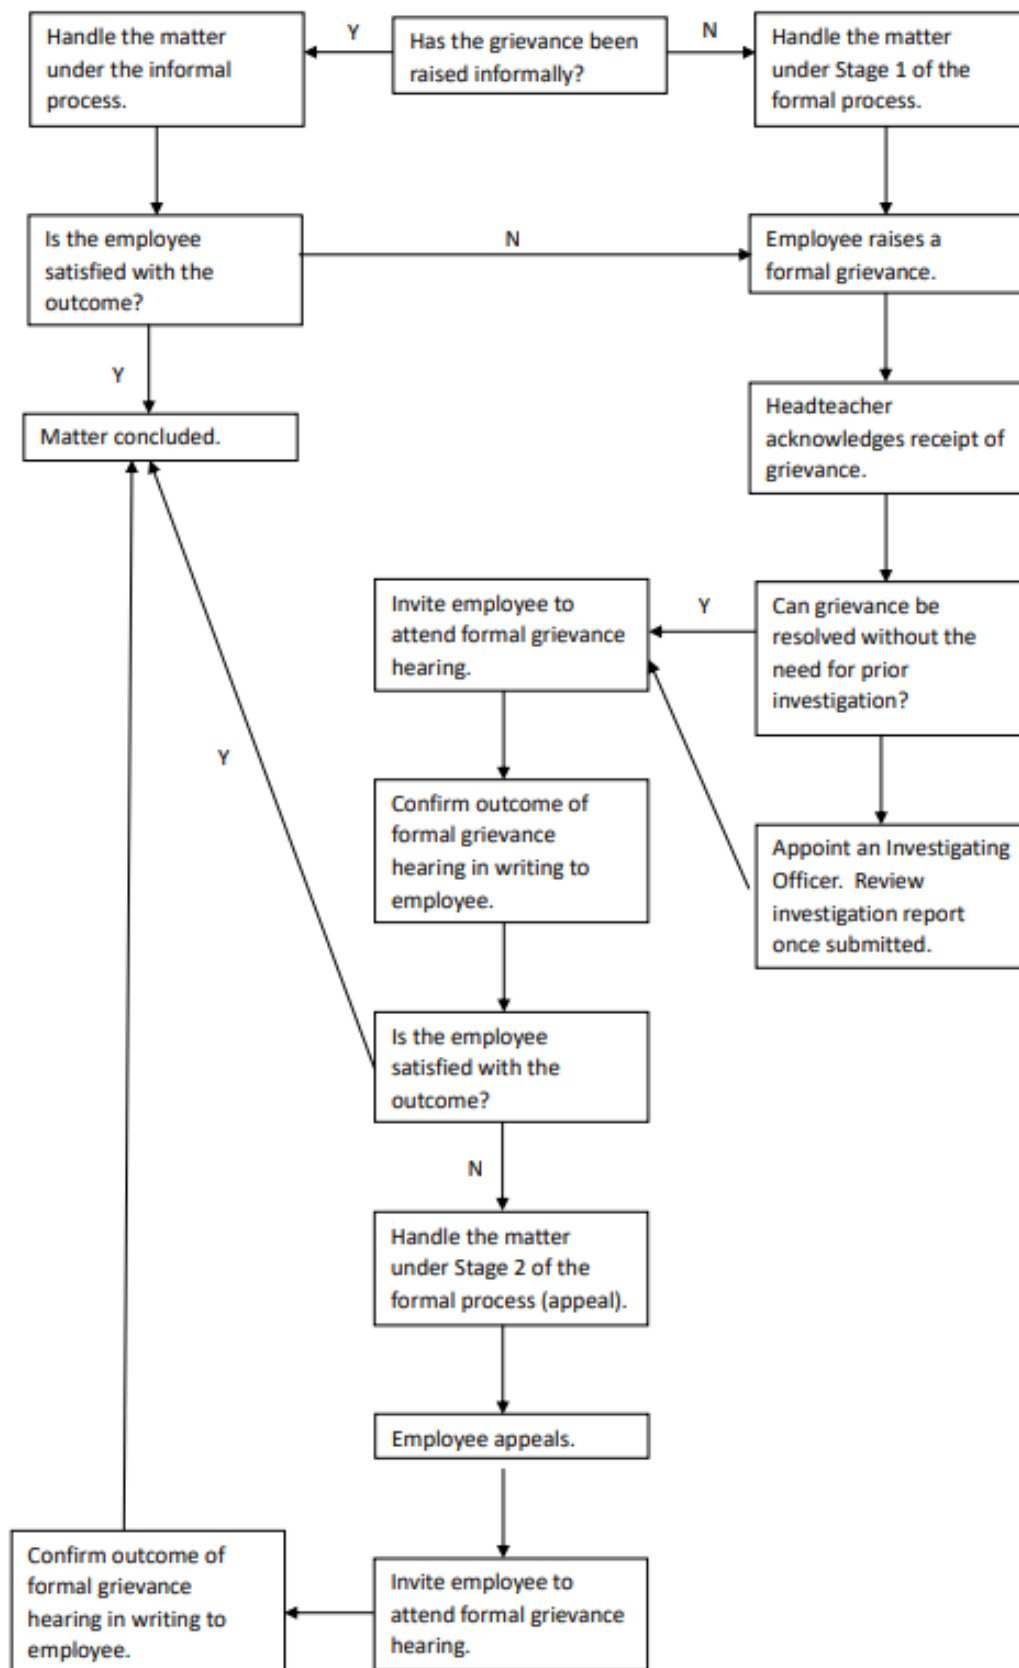 Handle the matter
under the informal
process.
Y
Has the grievance been
raised informally?
N
Handle the matter
under Stage 1 of the
formal process.
Is the employee
satisfied with the
outcome?
N
Employee raises a
formal grievance.
Y
Matter concluded.
Headteacher
acknowledges receipt of
grievance.
Invite employee to
attend formal grievance
hearing.
Y
Can grievance be
resolved without the
need for prior
investigation?
Y
Confirm outcome of
formal grievance
hearing in writing to
employee.
Appoint an Investigating
Officer.  Review
investigation report
once submitted.
Is the employee
satisfied with the
outcome?
N
Handle the matter
under Stage 2 of the
formal process (appeal).
Employee appeals.
Confirm outcome of
formal grievance
hearing in writing to
employee.
Invite employee to
attend formal grievance
hearing.